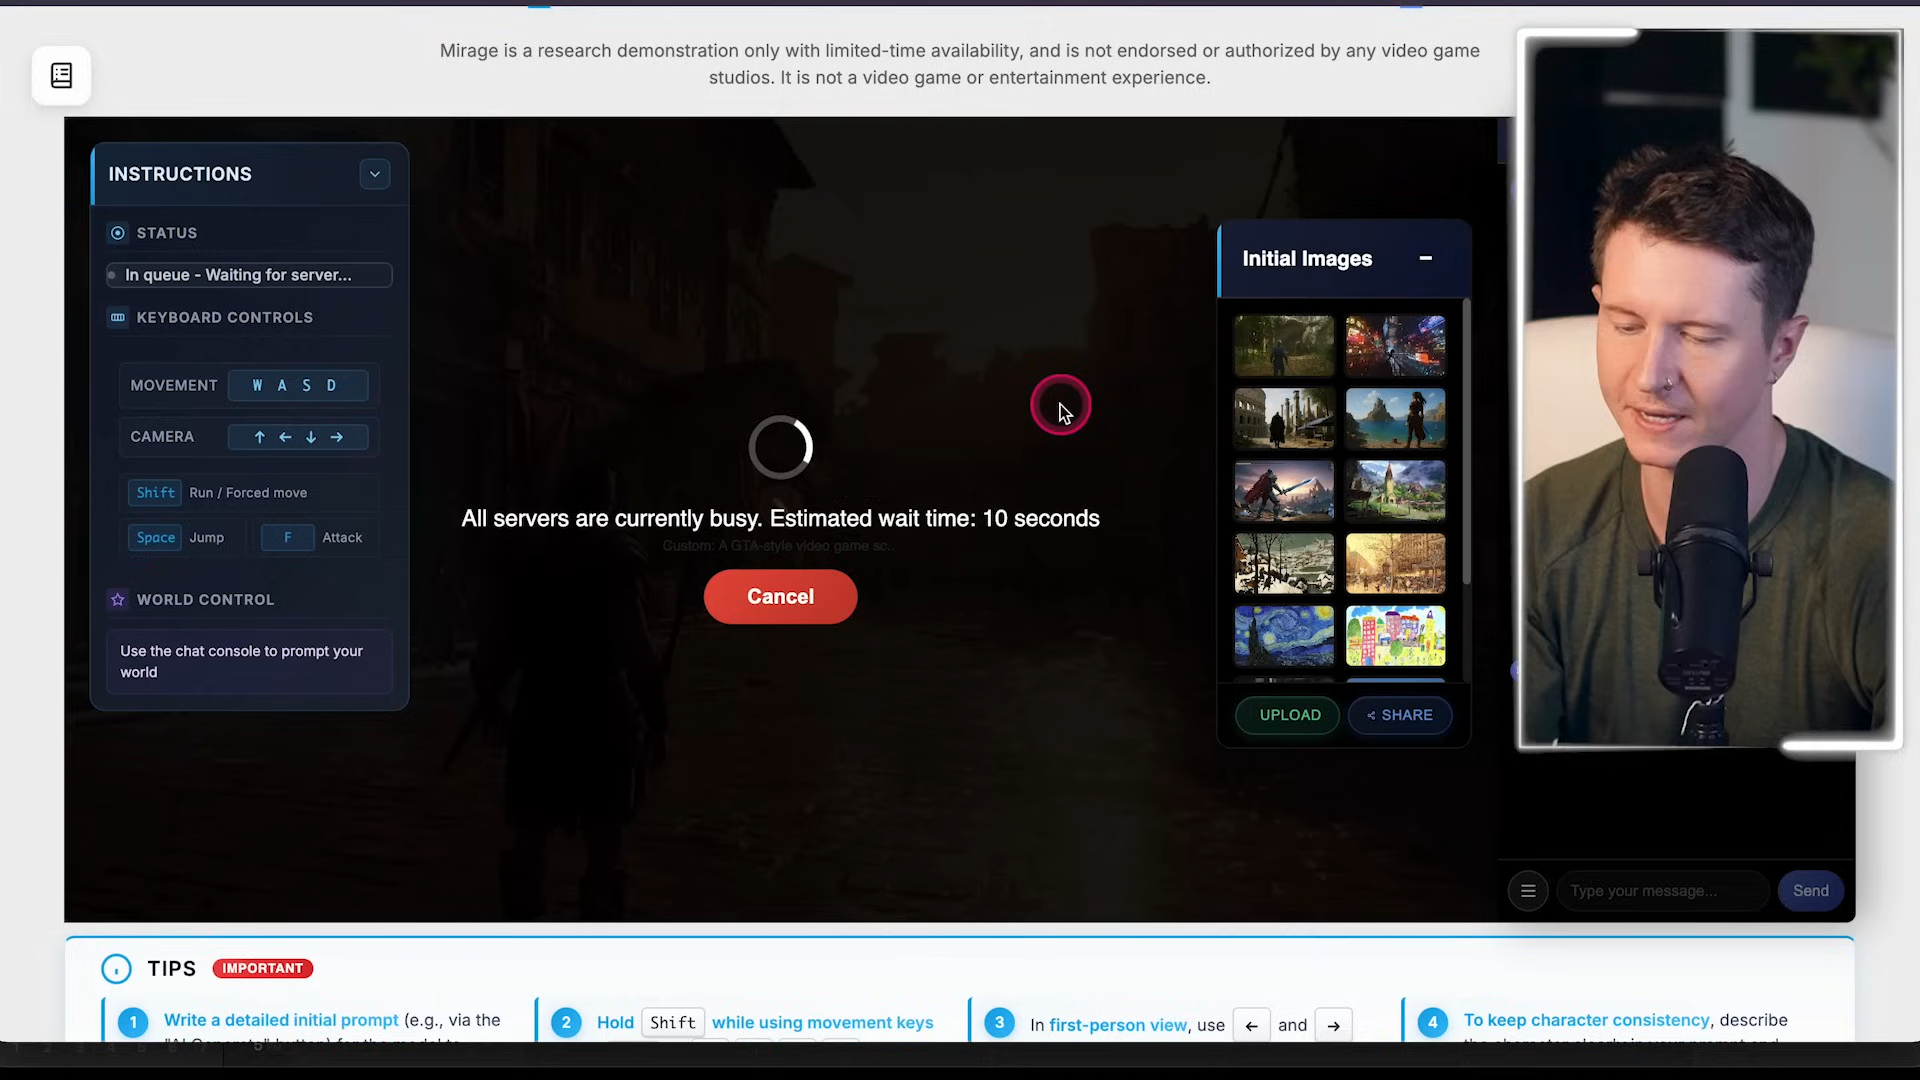 Mirage is a research demonstration only with limited-time availability, and is not endorsed or authorized by any video game
studios. It is not a video game or entertainment experience.
INSTRUCTIONS
STATUS
In queue - Waiting for server...
KEYBOARD CONTROLS
MOVEMENT W A S D
CAMERA ↑ ← ↓ →
Shift Run / Forced move
Space Jump F Attack
WORLD CONTROL
Use the chat console to prompt your
world
All servers are currently busy. Estimated wait time: 10 seconds
Custom: A GTA-style video game sc..
Cancel
Initial Images
UPLOAD SHARE
Type your message...
Send
TIPS IMPORTANT
1 Write a detailed initial prompt (e.g., via the
2 Hold Shift while using movement keys
3 In first-person view, use ← and →
4 To keep character consistency, describe